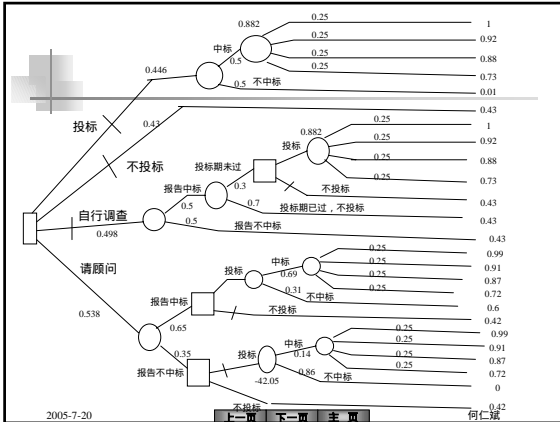 0.25 1
0.882 0.25 0.92
中标 0.25 0.88
0.5 0.25 0.73
0.446
0.5 不中标 0.01
0.43
投标 0.43
不投标
0.25 1
0.882 0.25 0.92
投标 0.25 0.88
投标期未过 0.25 0.73
0.3 不投标 0.43
报告中标
0.5 0.7 投标期已过，不投标 0.43
自行调查 0.5 报告不中标 0.43
0.498
请顾问
0.25 0.99
中标 0.25 0.91
投标 0.69 0.25 0.87
0.25 0.72
报告中标 0.31 不中标 0.6
不投标 0.42
0.538
0.65
0.25 0.99
0.35 中标 0.25 0.91
投标 0.14 0.25 0.87
报告不中标 0.25 0.72
-42.05 0.86 不中标 0
不投标 0.42
2005-7-20 上一页 下一页 主 页 何仁斌